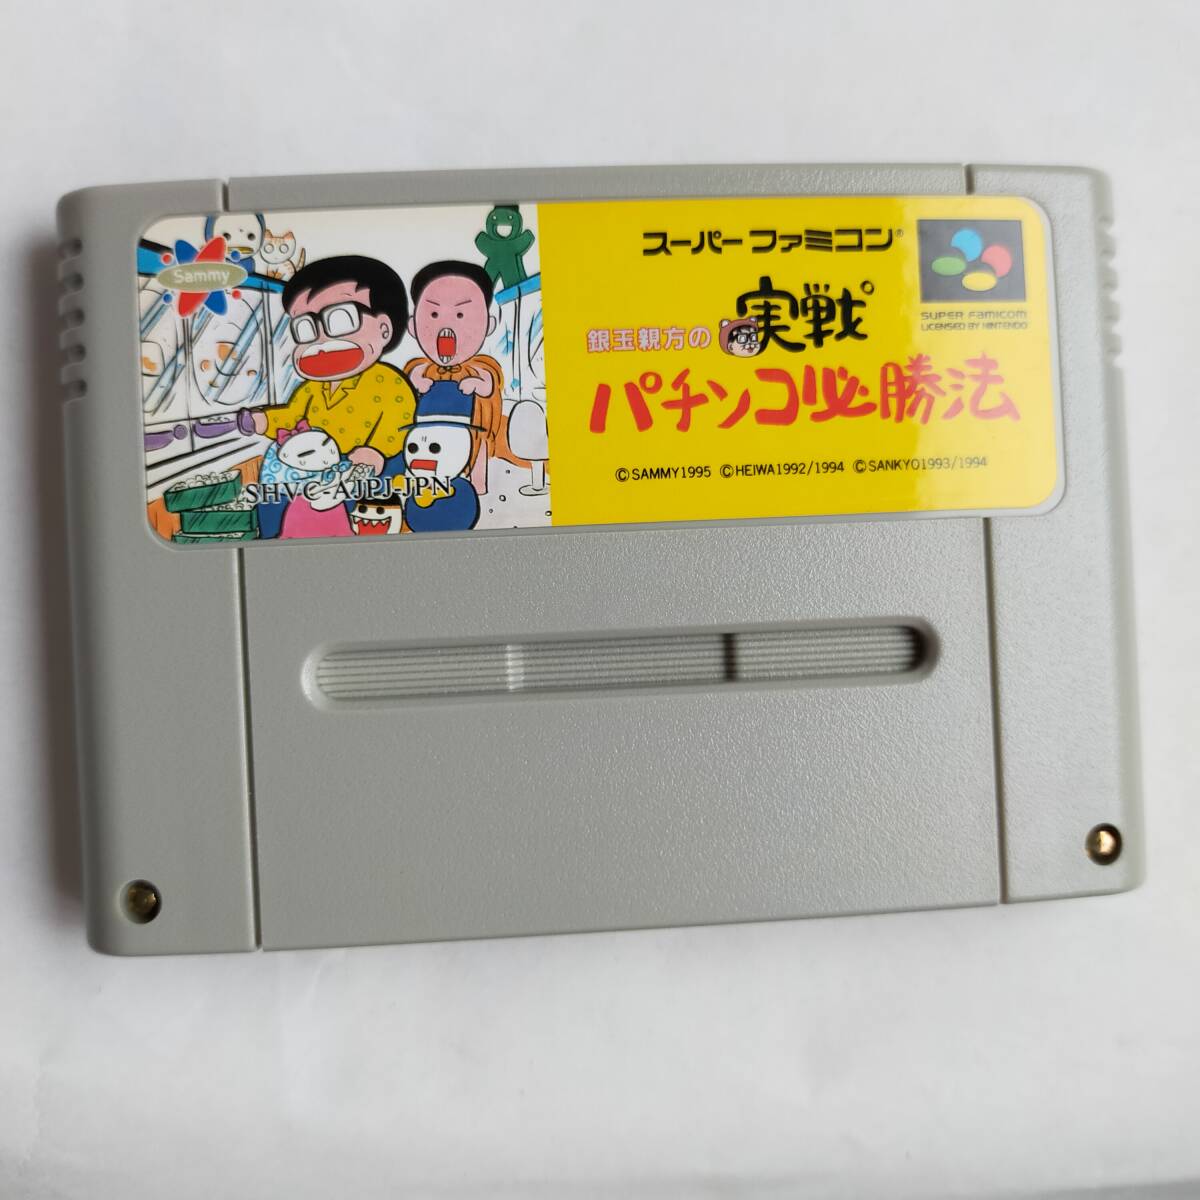 Sammy
SHVC-AJPJ-JPN
スーパーファミコン®
SUPER FAMICOM
LICENSED BY NINTENDO
銀玉親方の
実戦
パチンコ必勝法
©SAMMY1995 ©HEIWA1992/1994 ©SANKYO1993/1994